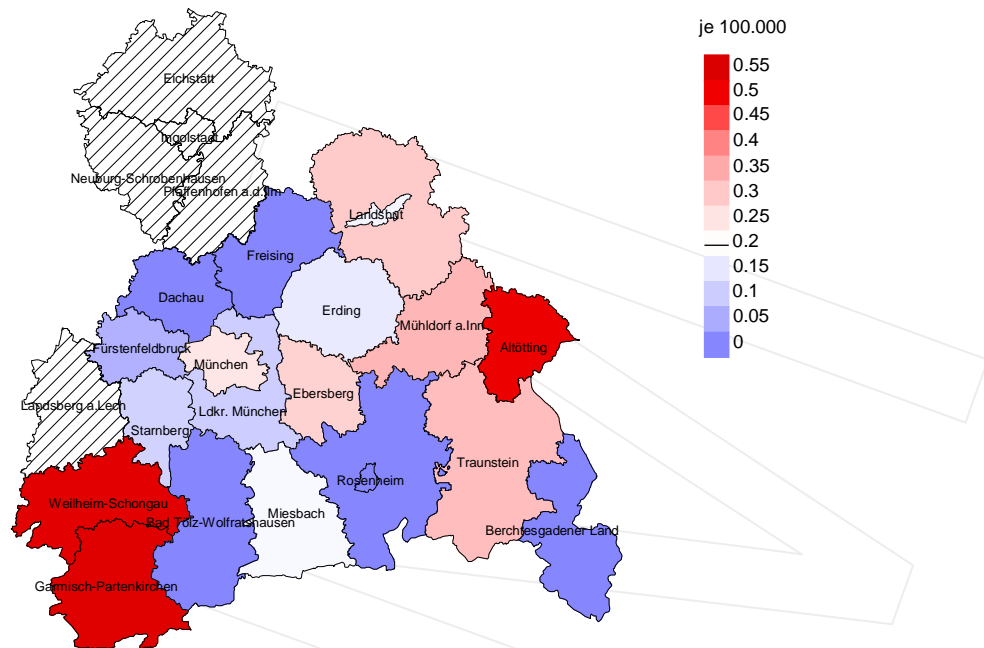 je 100.000
0.55
0.5
0.45
0.4
0.35
0.3
0.25
0.2
0.15
0.1
0.05
0
Eichstätt
Ingolstadt
Neuburg-Schrobenhausen
Pfaffenhofen a.d.Ilm
Landshut
Freising
Dachau
Erding
Mühldorf a.Inn
Altötting
Fürstenfeldbruck
München
Ebersberg
Landsberg a.Lech
Ldkr. München
Starnberg
Traunstein
Rosenheim
Weilheim-Schongau
Miesbach
Bad Tölz-Wolfratshausen
Berchtesgadener Land
Garmisch-Partenkirchen